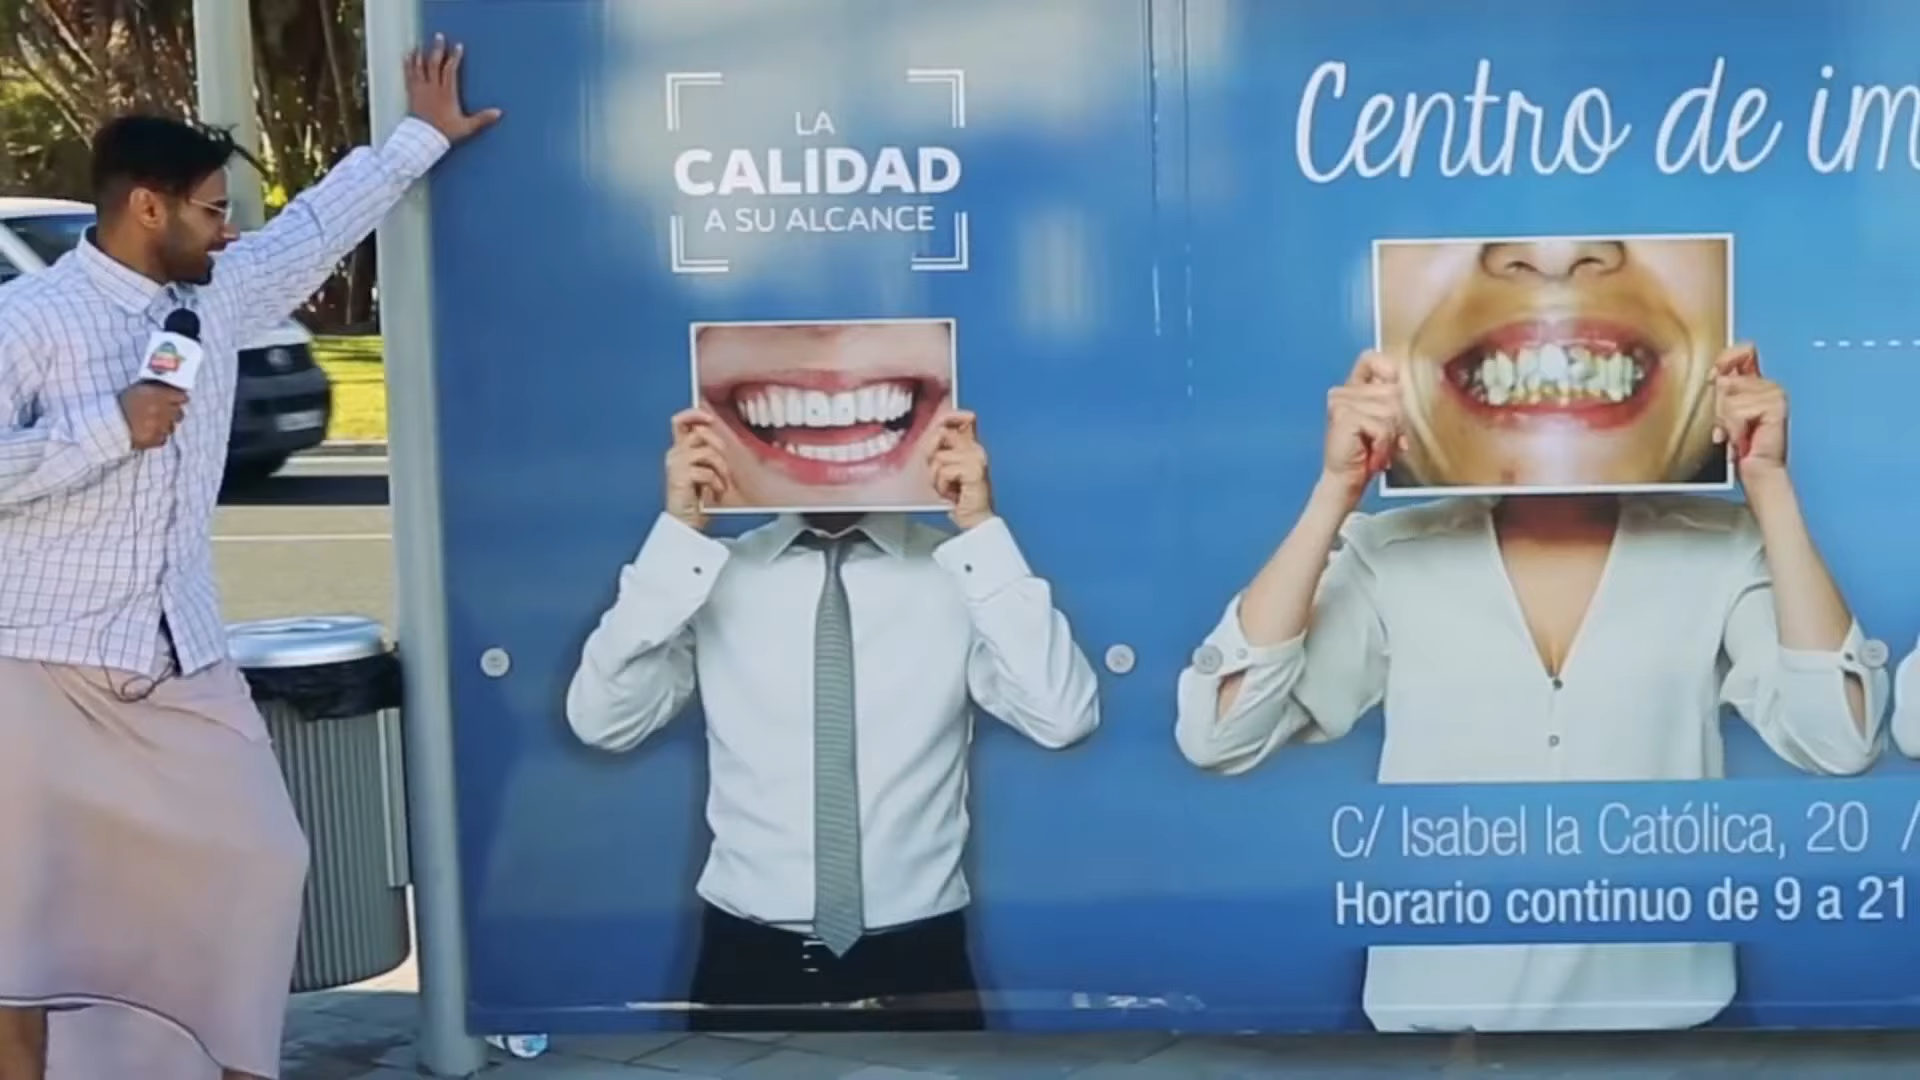 LA
CALIDAD
A SU ALCANCE
Centro de im
C/ Isabel la Católica, 20 /
Horario continuo de 9 a 21